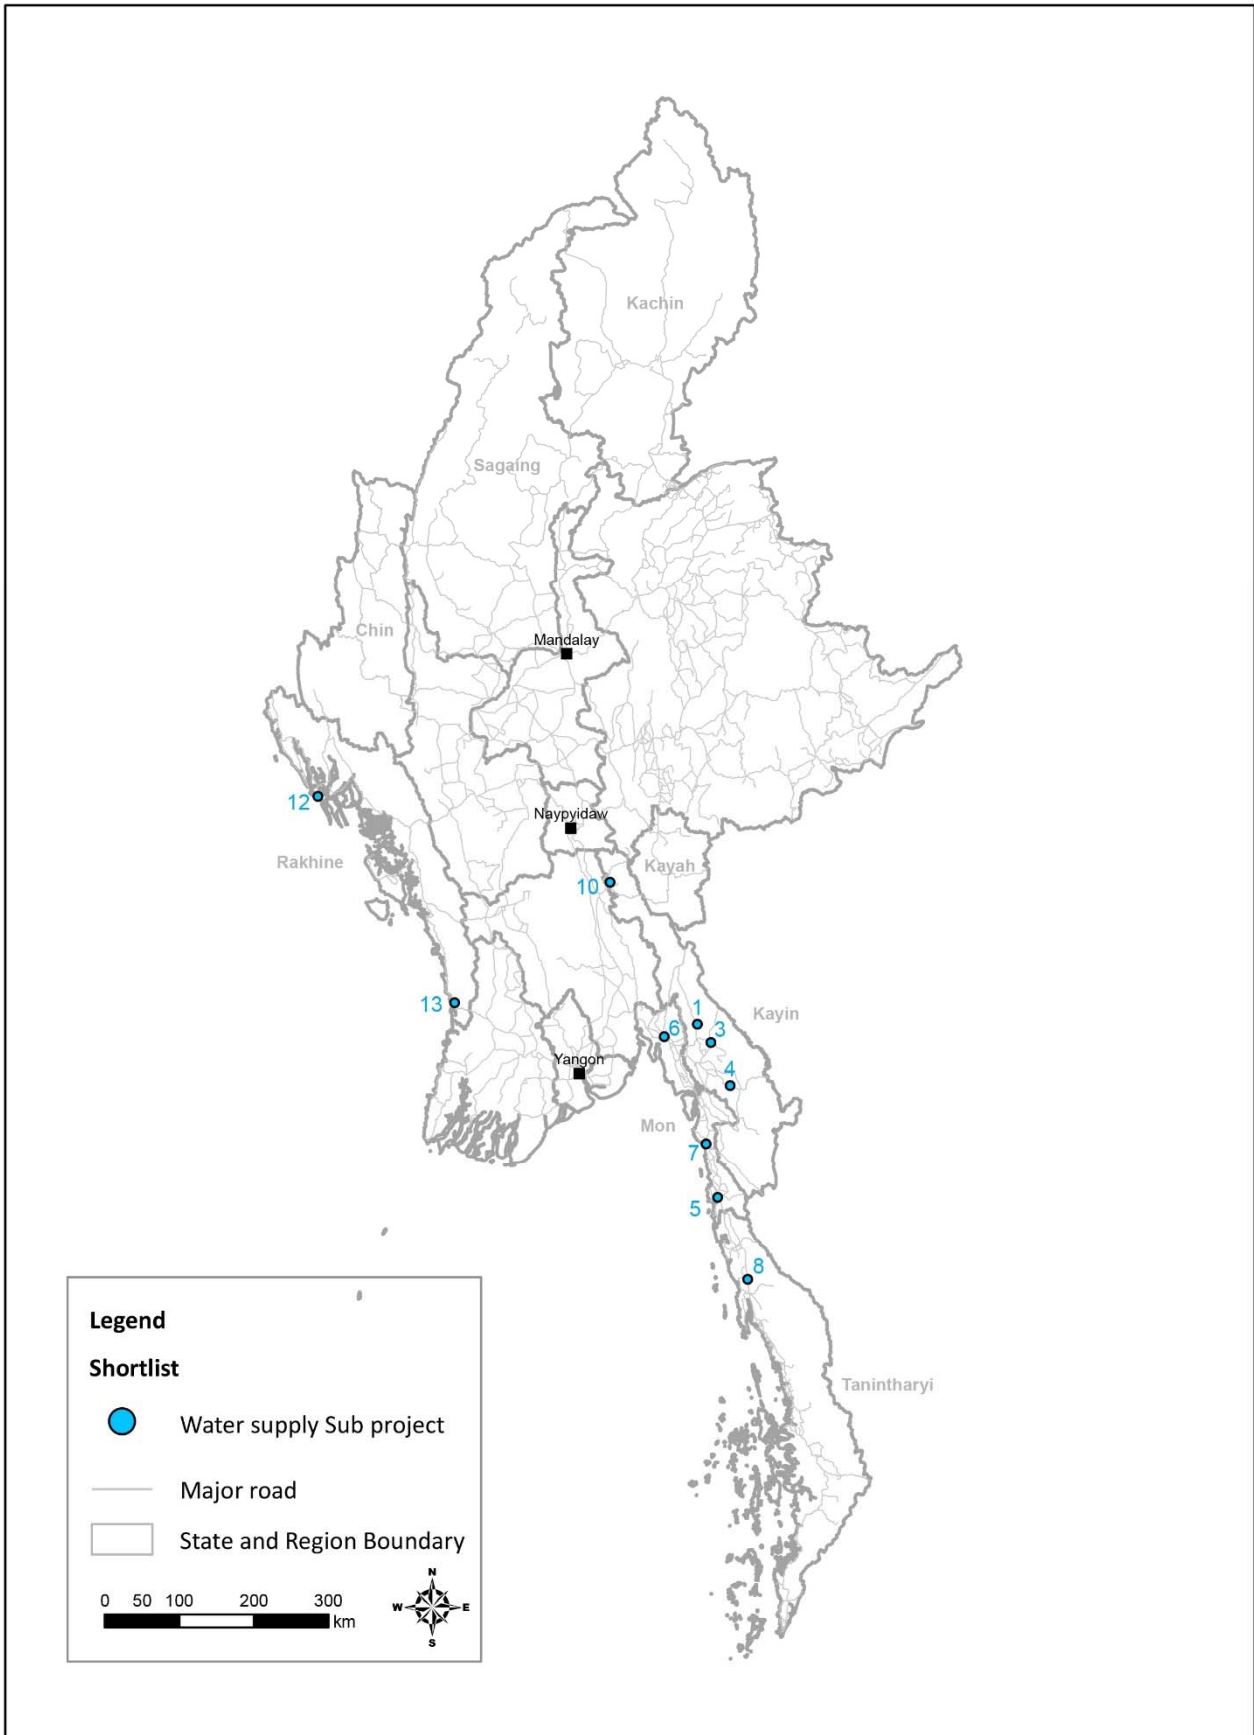 Kachin
Sagaing
Chin
Mandalay
12
Naypyidaw
Rakhine
Kayah
10
13
1
Kayin
6
3
Yangon
4
Mon
7
5
8
Tanintharyi
Legend
Shortlist
Water supply Sub project
Major road
State and Region Boundary
0 50 100 200 300
km
N
W E
S